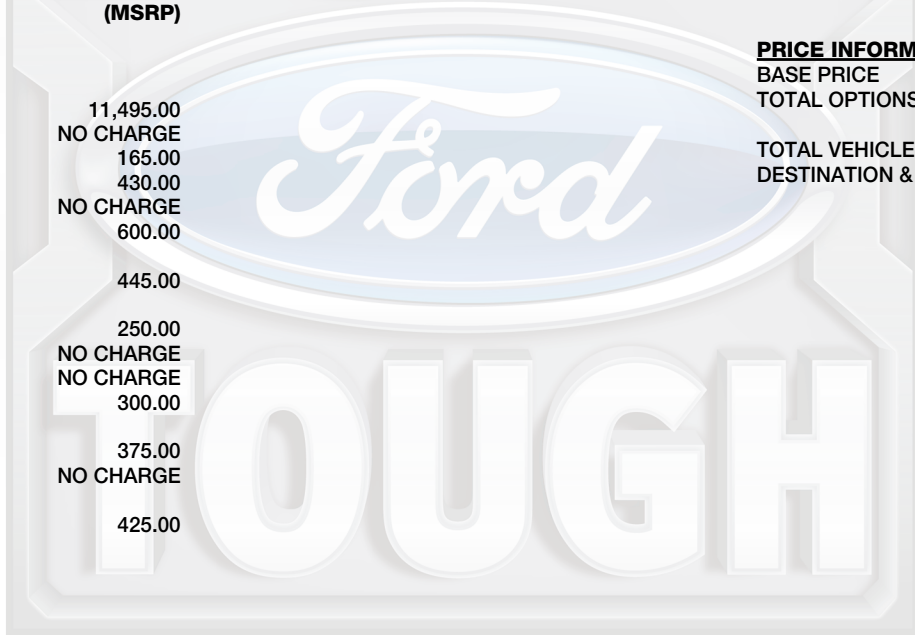 (MSRP)
11,495.00
NO CHARGE
165.00
430.00
NO CHARGE
600.00
445.00
250.00
NO CHARGE
NO CHARGE
300.00
375.00
NO CHARGE
425.00
PRICE INFORM
BASE PRICE
TOTAL OPTIONS
TOTAL VEHICLE
DESTINATION &
Ford
TOUGH